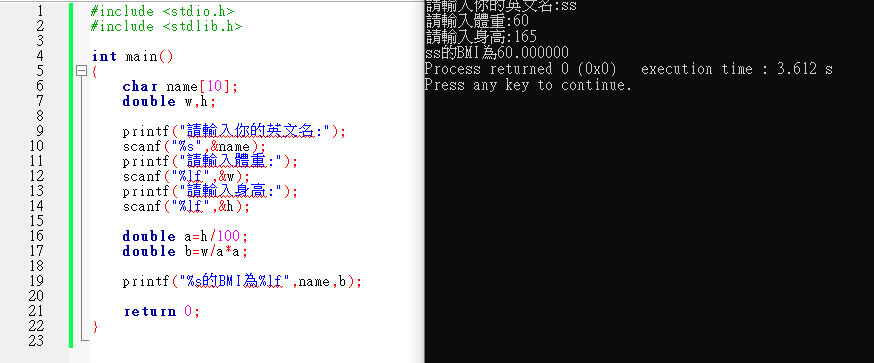 1 #include <stdio.h>
2 #include <stdlib.h>
3
4 int main()
5 {
6 char name[10];
7 double w,h;
8
9 printf("請輸入你的英文名:");
10 scanf("%s",&name);
11 printf("請輸入體重:");
12 scanf("%lf",&w);
13 printf("請輸入身高:");
14 scanf("%lf",&h);
15
16 double a=h/100;
17 double b=w/a*a;
18
19 printf("%s的BMI為%lf",name,b);
20
21 return 0;
22 }
23
請輸入你的英文名:ss
請輸入體重:60
請輸入身高:165
ss的BMI為60.000000
Process returned 0 (0x0)   execution time : 3.612 s
Press any key to continue.